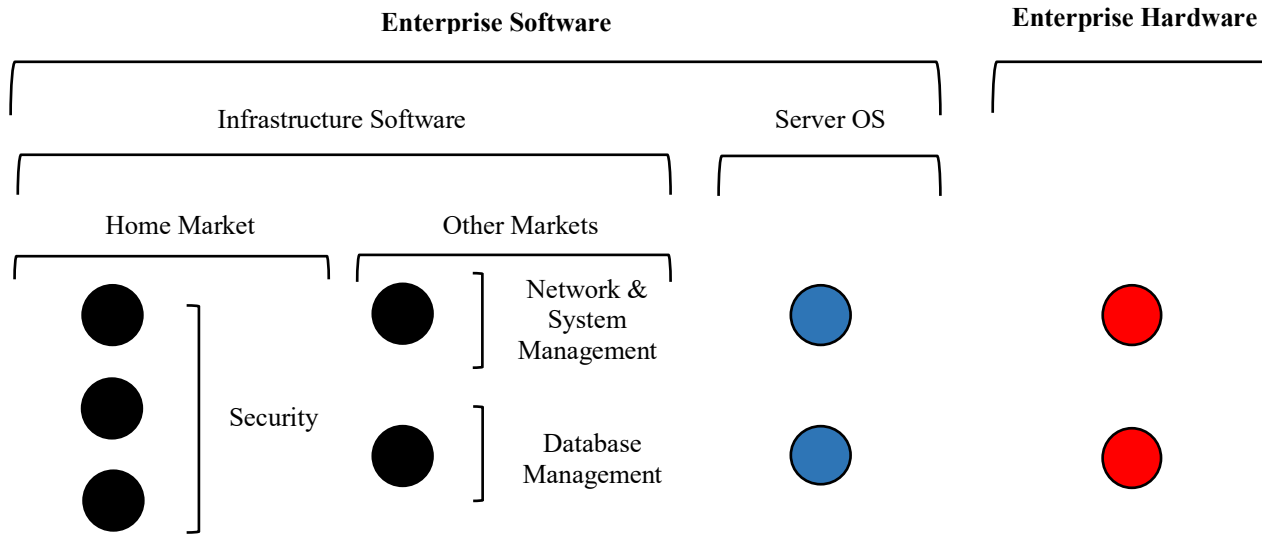 Enterprise Software
Enterprise Hardware
Infrastructure Software
Server OS
Home Market
Other Markets
Network &
System
Management
Security
Database
Management